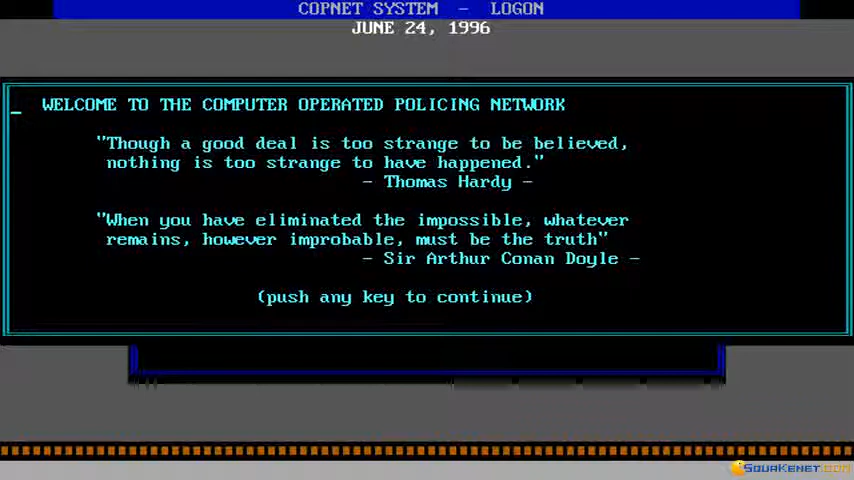 COPNET SYSTEM - LOGON
JUNE 24, 1996
WELCOME TO THE COMPUTER OPERATED POLICING NETWORK
"Though a good deal is too strange to be believed,
nothing is too strange to have happened."
- Thomas Hardy -
"When you have eliminated the impossible, whatever
remains, however improbable, must be the truth"
- Sir Arthur Conan Doyle -
(push any key to continue)
SquaKenet.com